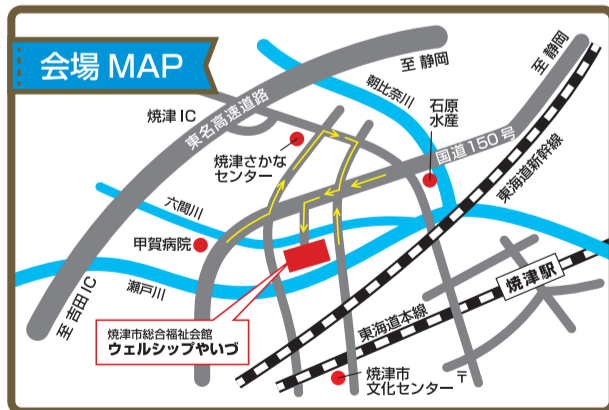 会場 MAP
至 静岡
至 静岡
朝比奈川
石原
水産
焼津 IC
東名高速道路
国道150号
焼津さかな
センター
東海道新幹線
六間川
甲賀病院
焼津駅
瀬戸川
至 吉田 IC
焼津市総合福祉会館
ウェルシップやいづ
東海道本線
焼津市
文化センター
〒